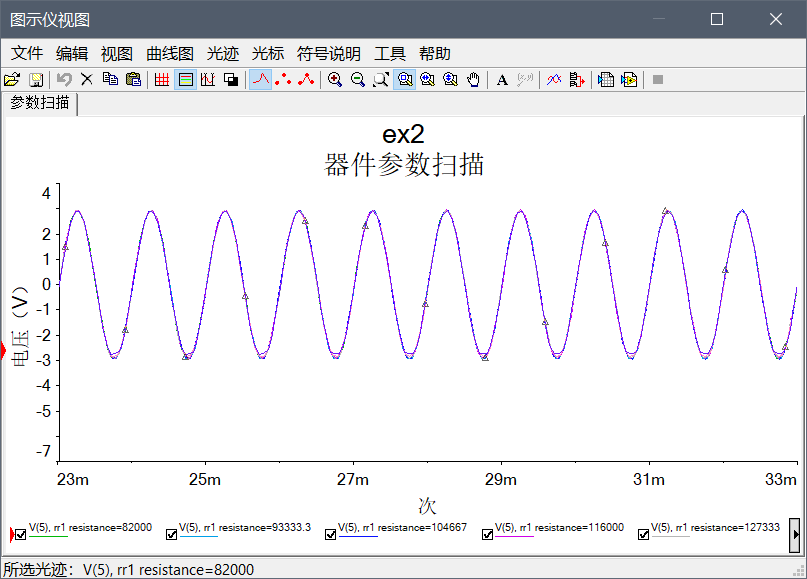 图示仪视图
文件 编辑 视图 曲线图 光迹 光标 符号说明 工具 帮助
A
参数扫描
ex2
器件参数扫描
电压（V）
4
2
1
0
-1
-2
-3
-4
-5
-7
23m 25m 27m 29m 31m 33m
次
V(5), rr1 resistance=82000 V(5), rr1 resistance=93333.3 V(5), rr1 resistance=104667 V(5), rr1 resistance=116000 V(5), rr1 resistance=127333
所选光迹：V(5), rr1 resistance=82000